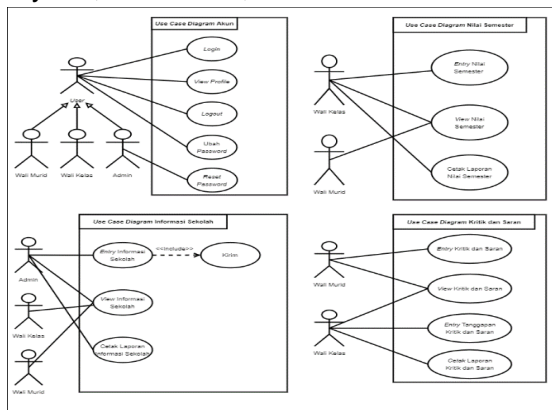 Use Case Diagram Akun
Login
View Profile
Logout
Ubah
Password
Reset
Password
User
Wali Murid
Wali Kelas
Admin
Use Case Diagram Nilai Semester
Entry Nilai
Semester
View Nilai
Semester
Cetak Laporan
Nilai Semester
Wali Kelas
Wali Murid
Use Case Diagram Informasi Sekolah
Entry Informasi
Sekolah
<<include>>
Kirim
View Informasi
Sekolah
Cetak Laporan
Informasi Sekolah
Admin
Wali Kelas
Wali Murid
Use Case Diagram Kritik dan Saran
Entry Kritik dan Saran
View Kritik dan Saran
Entry Tanggapan
Kritik dan Saran
Cetak Laporan
Kritik dan Saran
Wali Murid
Wali Kelas